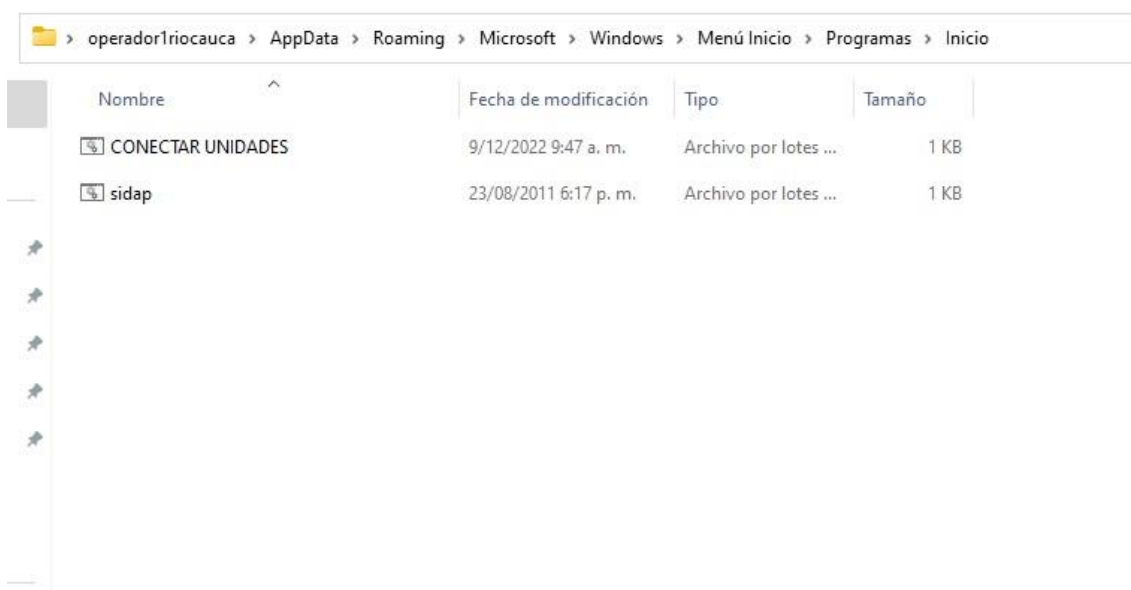 operador1riocauca > AppData > Roaming > Microsoft > Windows > Menú Inicio > Programas > Inicio
Nombre Fecha de modificación Tipo Tamaño
CONECTAR UNIDADES 9/12/2022 9:47 a. m. Archivo por lotes ... 1 KB
sidap 23/08/2011 6:17 p. m. Archivo por lotes ... 1 KB